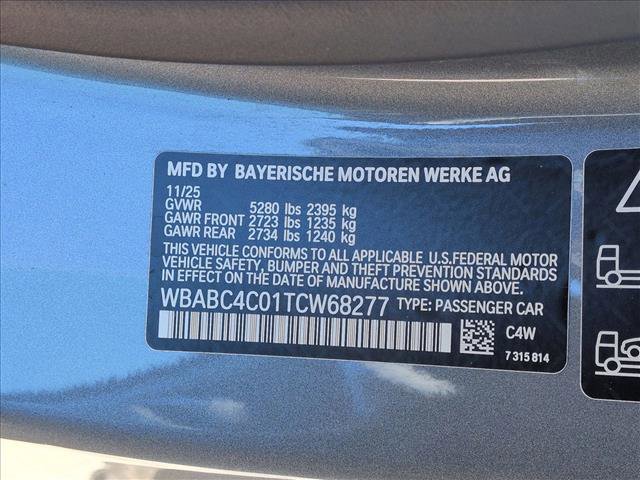 MFD BY BAYERISCHE MOTOREN WERKE AG
11/25
GVWR 5280 lbs 2395 kg
GAWR FRONT 2723 lbs 1235 kg
GAWR REAR 2734 lbs 1240 kg
THIS VEHICLE CONFORMS TO ALL APPLICABLE U.S.FEDERAL MOTOR
VEHICLE SAFETY, BUMPER AND THEFT PREVENTION STANDARDS
IN EFFECT ON THE DATE OF MANUFACTURE SHOWN ABOVE.
WBABC4C01TCW68277 TYPE: PASSENGER CAR
C4W
7 315 814